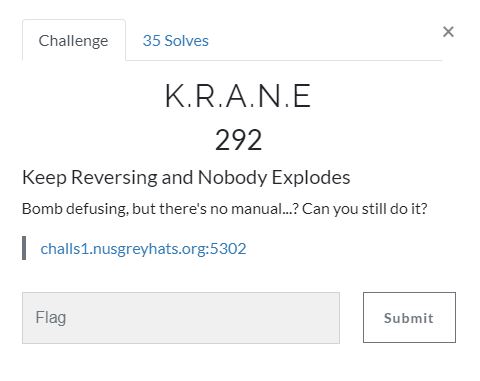 Challenge
35 Solves
×
K.R.A.N.E
292
Keep Reversing and Nobody Explodes
Bomb defusing, but there's no manual...? Can you still do it?
challs1.nusgreyhats.org:5302
Flag
Submit